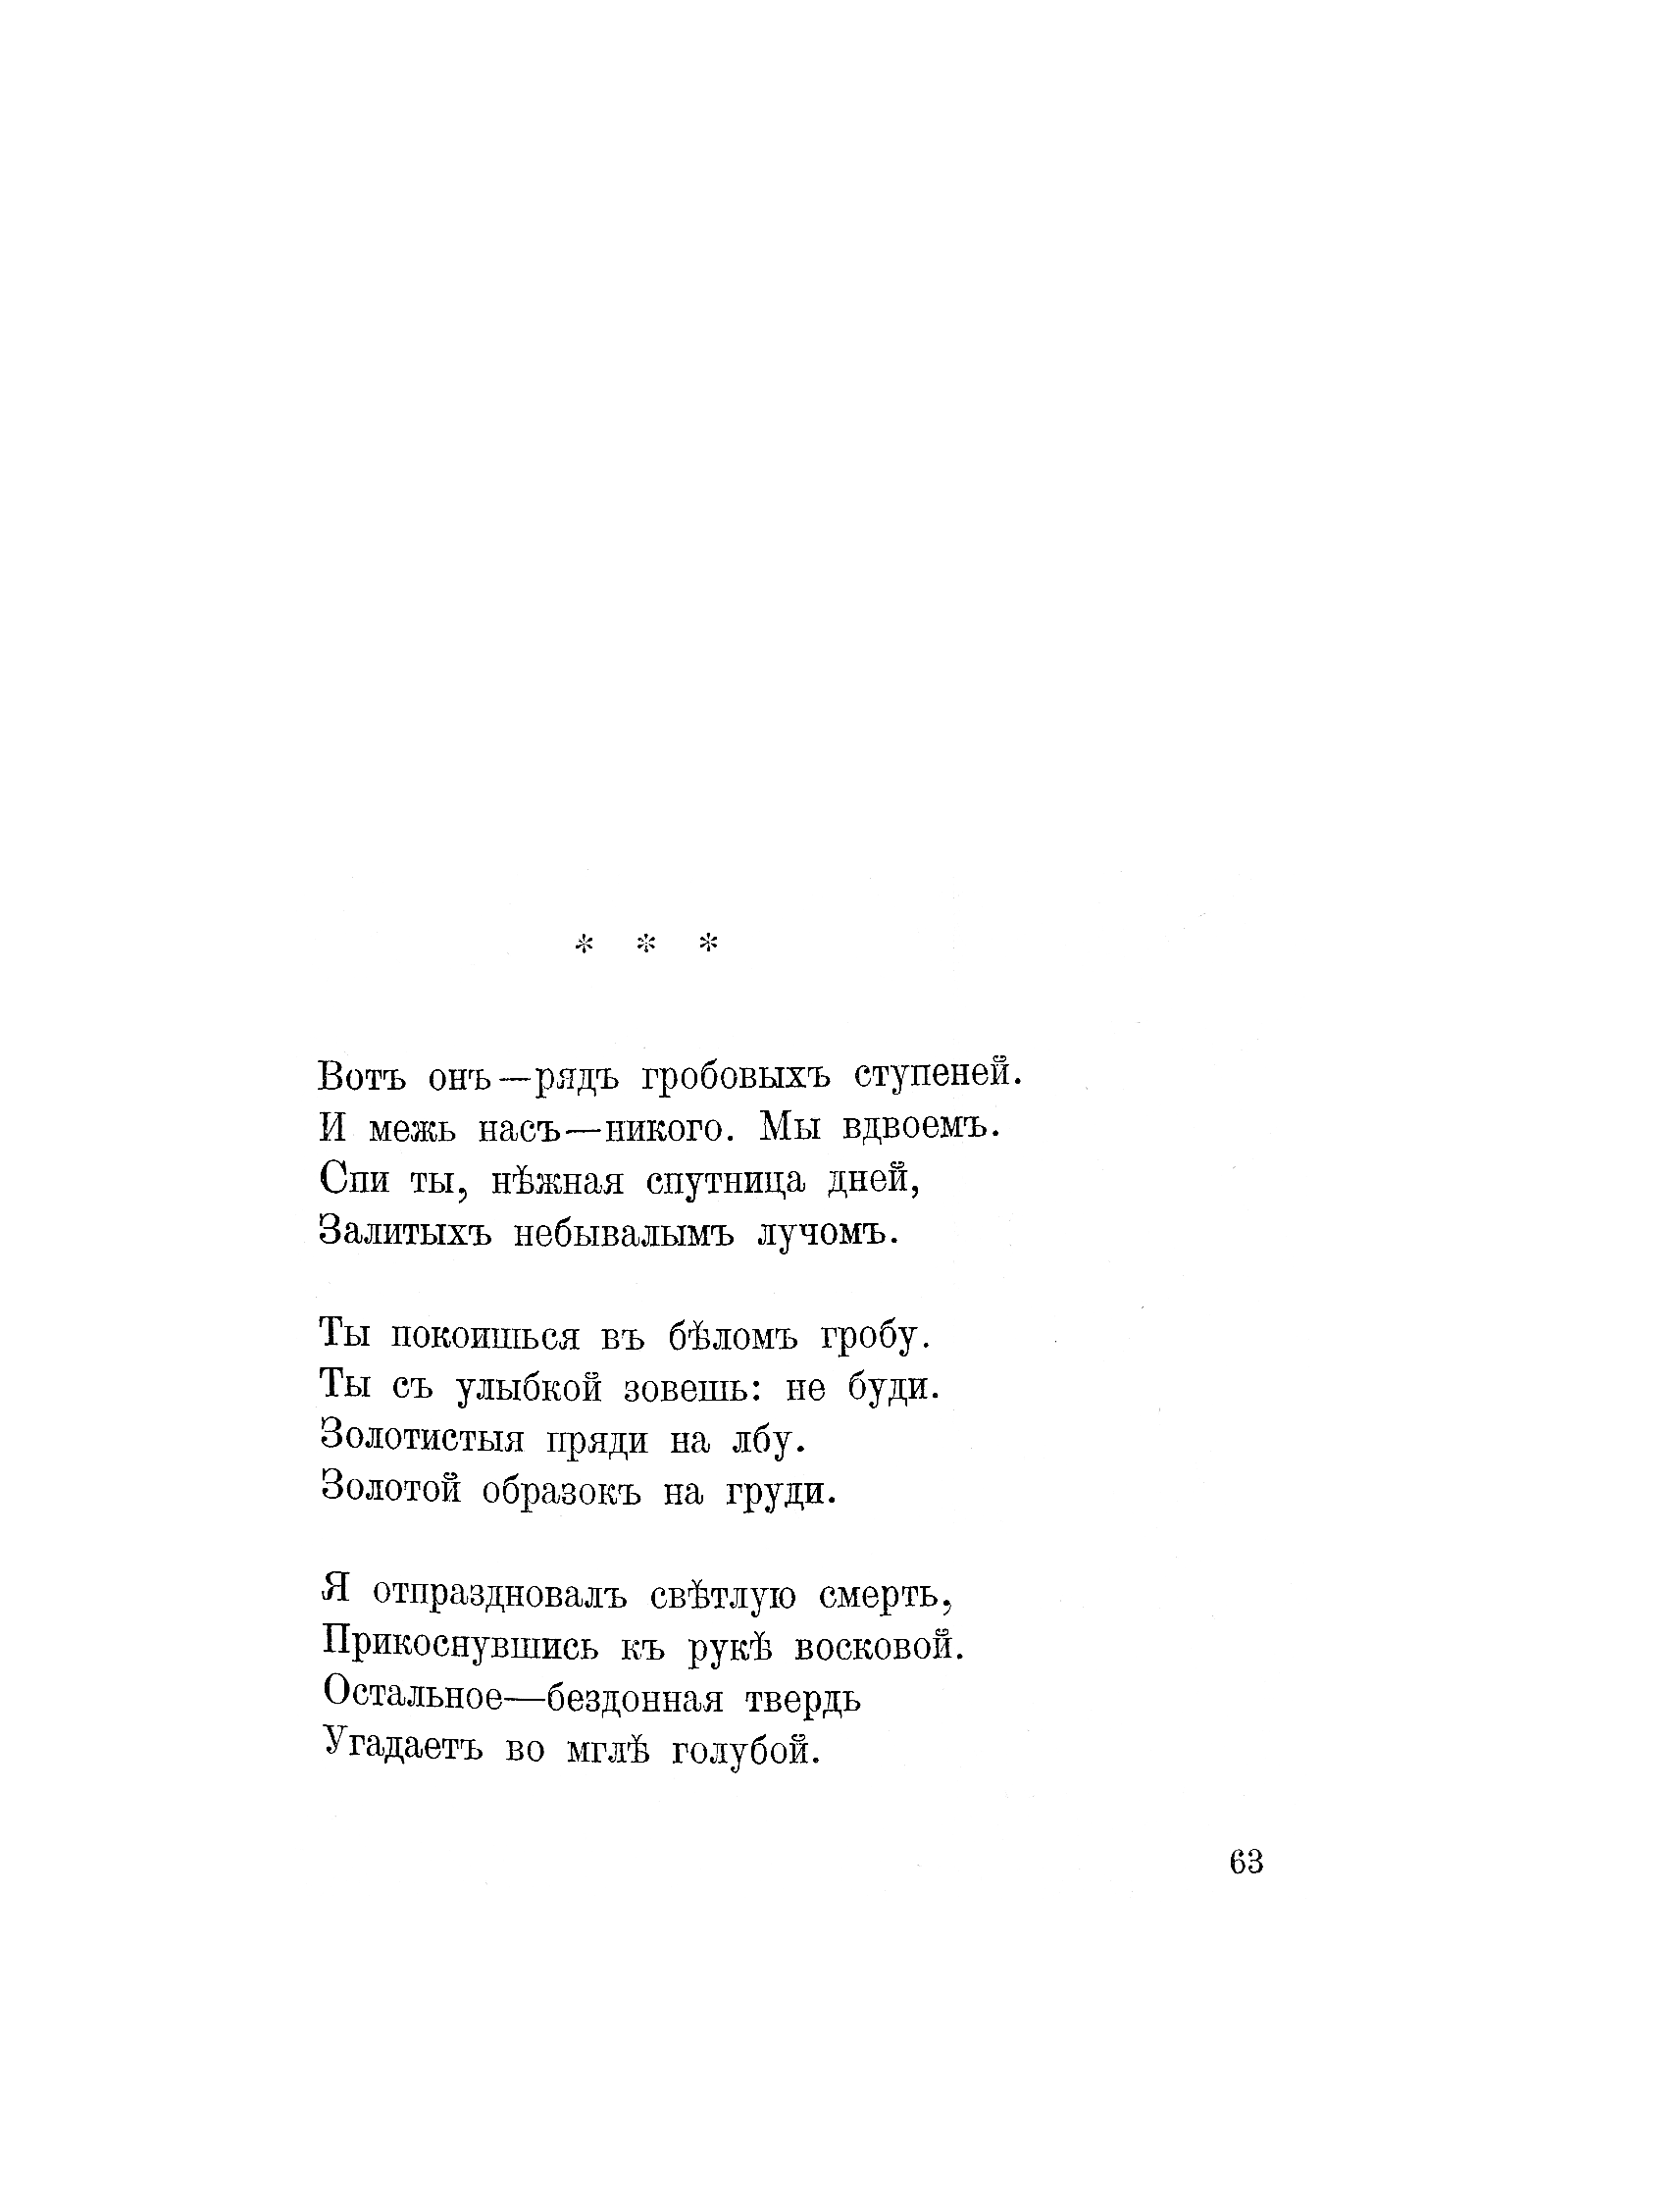 * * *
Вотъ онъ—рядъ гробовыхъ ступеней.
И межь насъ—никого. Мы вдвоемъ.
Спи ты, нѣжная спутница дней,
Залитыхъ небывалымъ лучомъ.
Ты покоишься въ бѣломъ гробу.
Ты съ улыбкой зовешь: не буди.
Золотистыя пряди на лбу.
Золотой образокъ на груди.
Я отпраздновалъ свѣтлую смерть,
Прикоснувшись къ рукѣ восковой.
Остальное—бездонная твердь
Угадаетъ во мглѣ голубой.
63